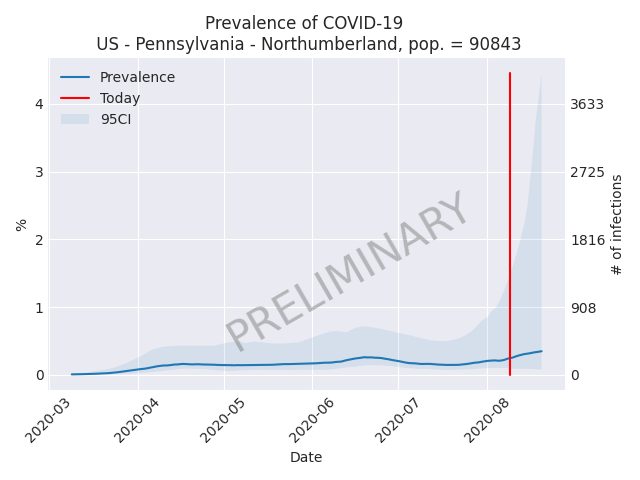 Prevalence of COVID-19
US - Pennsylvania - Northumberland, pop. = 90843
Prevalence
Today
95CI
PRELIMINARY
%
4
3
2
1
0
3633
2725
1816
908
0
# of infections
2020-03
2020-04
2020-05
2020-06
2020-07
2020-08
Date